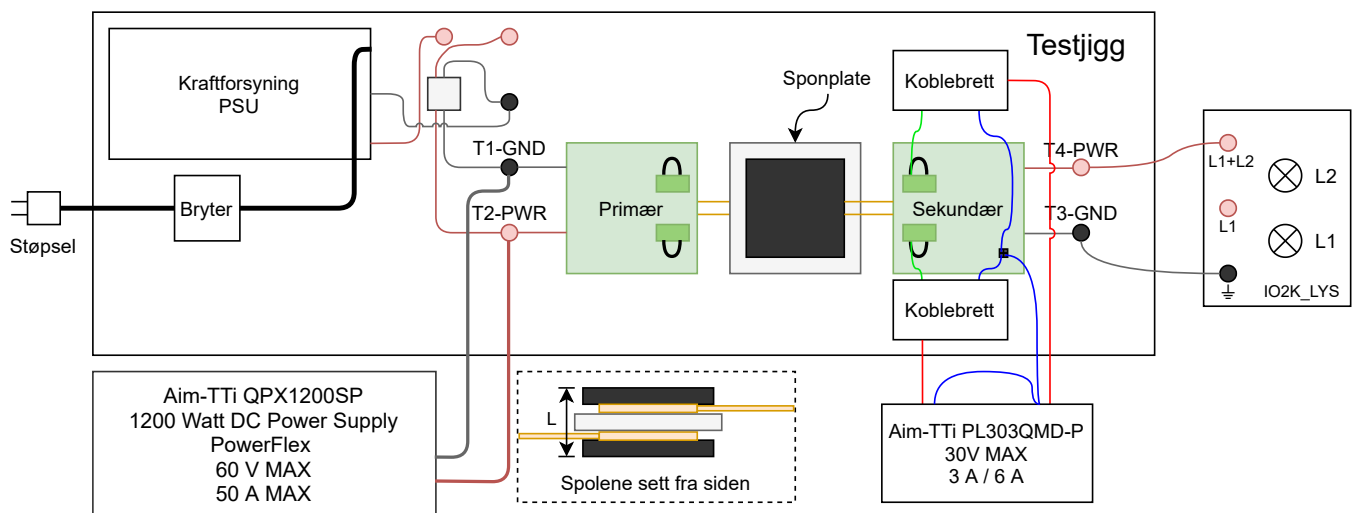 Testjigg
Kraftforsyning
PSU
Sponplate
Koblebrett
T1-GND
T4-PWR
L1+L2
L2
Støpsel
Bryter
T2-PWR
Primær
Sekundær
T3-GND
L1
L1
IO2K_LYS
Koblebrett
Aim-TTi QPX1200SP
1200 Watt DC Power Supply
PowerFlex
60 V MAX
50 A MAX
L
Spolene sett fra siden
Aim-TTi PL303QMD-P
30V MAX
3 A / 6 A